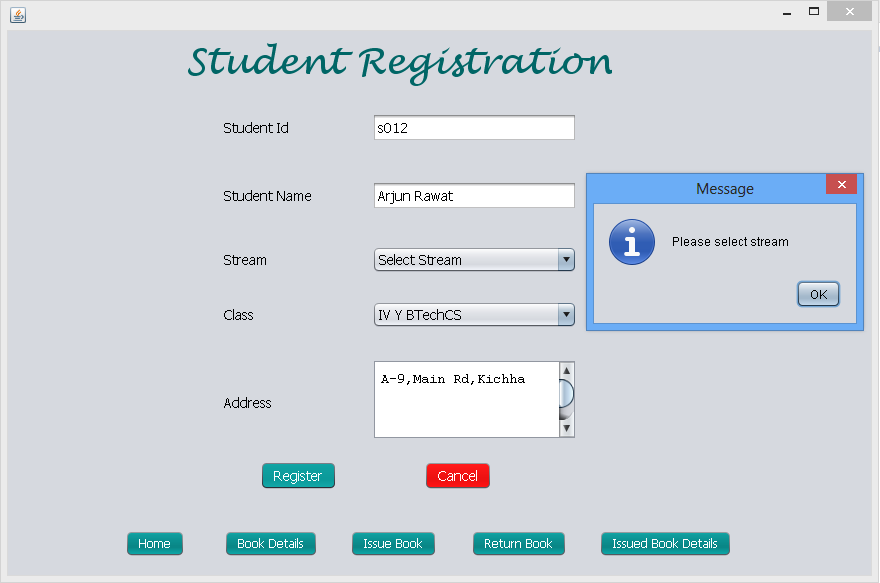 Student Registration
Student Id
s012
Student Name
Arjun Rawat
Message
Please select stream
OK
Stream
Select Stream
Class
IV Y BTechCS
Address
A-9,Main Rd,Kichha
Register
Cancel
Home
Book Details
Issue Book
Return Book
Issued Book Details